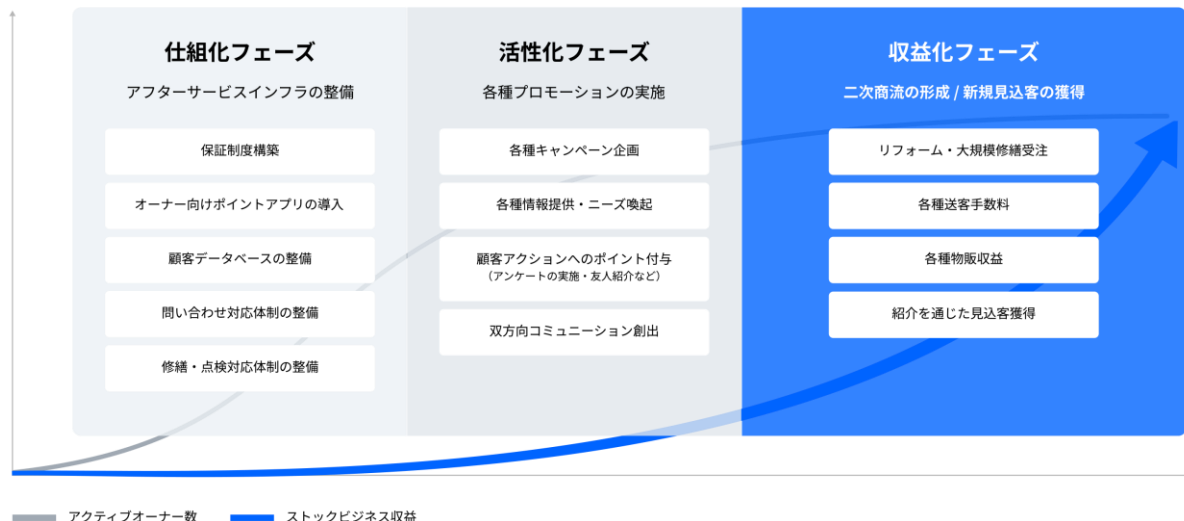 仕組化フェーズ
アフターサービスインフラの整備
保証制度構築
オーナー向けポイントアプリの導入
顧客データベースの整備
問い合わせ対応体制の整備
修繕・点検対応体制の整備
活性化フェーズ
各種プロモーションの実施
各種キャンペーン企画
各種情報提供・ニーズ喚起
顧客アクションへのポイント付与
（アンケートの実施・友人紹介など）
双方向コミュニーション創出
収益化フェーズ
二次商流の形成 / 新規見込客の獲得
リフォーム・大規模修繕受注
各種送客手数料
各種物販収益
紹介を通じた見込客獲得
アクティブオーナー数
ストックビジネス収益